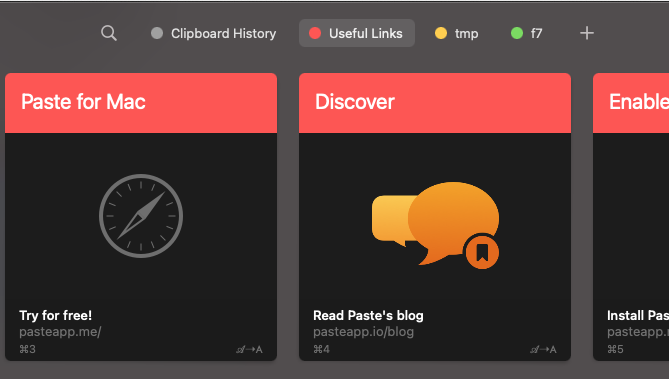 Clipboard History
Useful Links
tmp
f7
Paste for Mac
Try for free!
pasteapp.me/
⌘3
Discover
Read Paste's blog
pasteapp.io/blog
⌘4
Enable
Install Pas
pasteapp.
⌘5